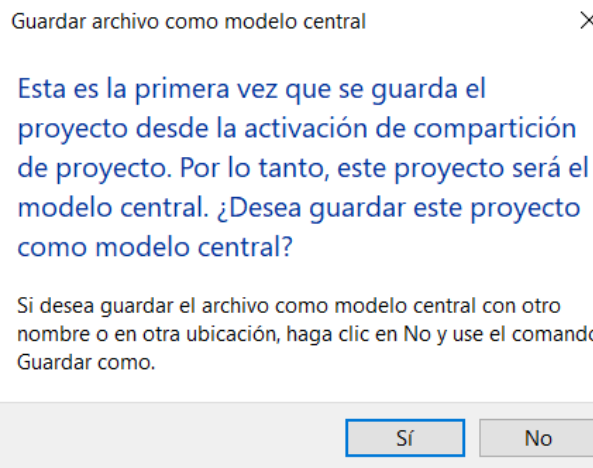 Guardar archivo como modelo central
Esta es la primera vez que se guarda el
proyecto desde la activación de compartición
de proyecto. Por lo tanto, este proyecto será el
modelo central. ¿Desea guardar este proyecto
como modelo central?
Si desea guardar el archivo como modelo central con otro
nombre o en otra ubicación, haga clic en No y use el comando
Guardar como.
Sí No